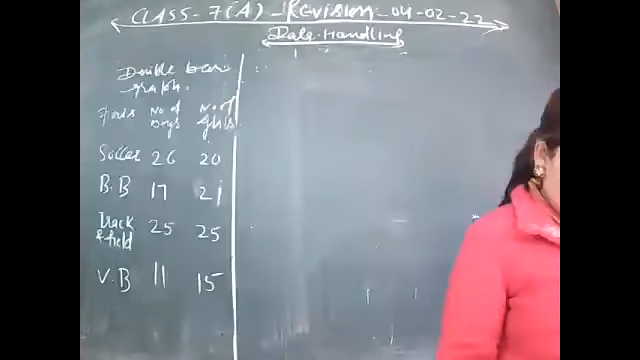 CLASS-7(A)-Revision-04-02-22
Data-Handling
Double bar
graph.
Sports No of Boys No. of Girls
Soccer 26 20
B.B 17 21
Track & field 25 25
V.B 11 15